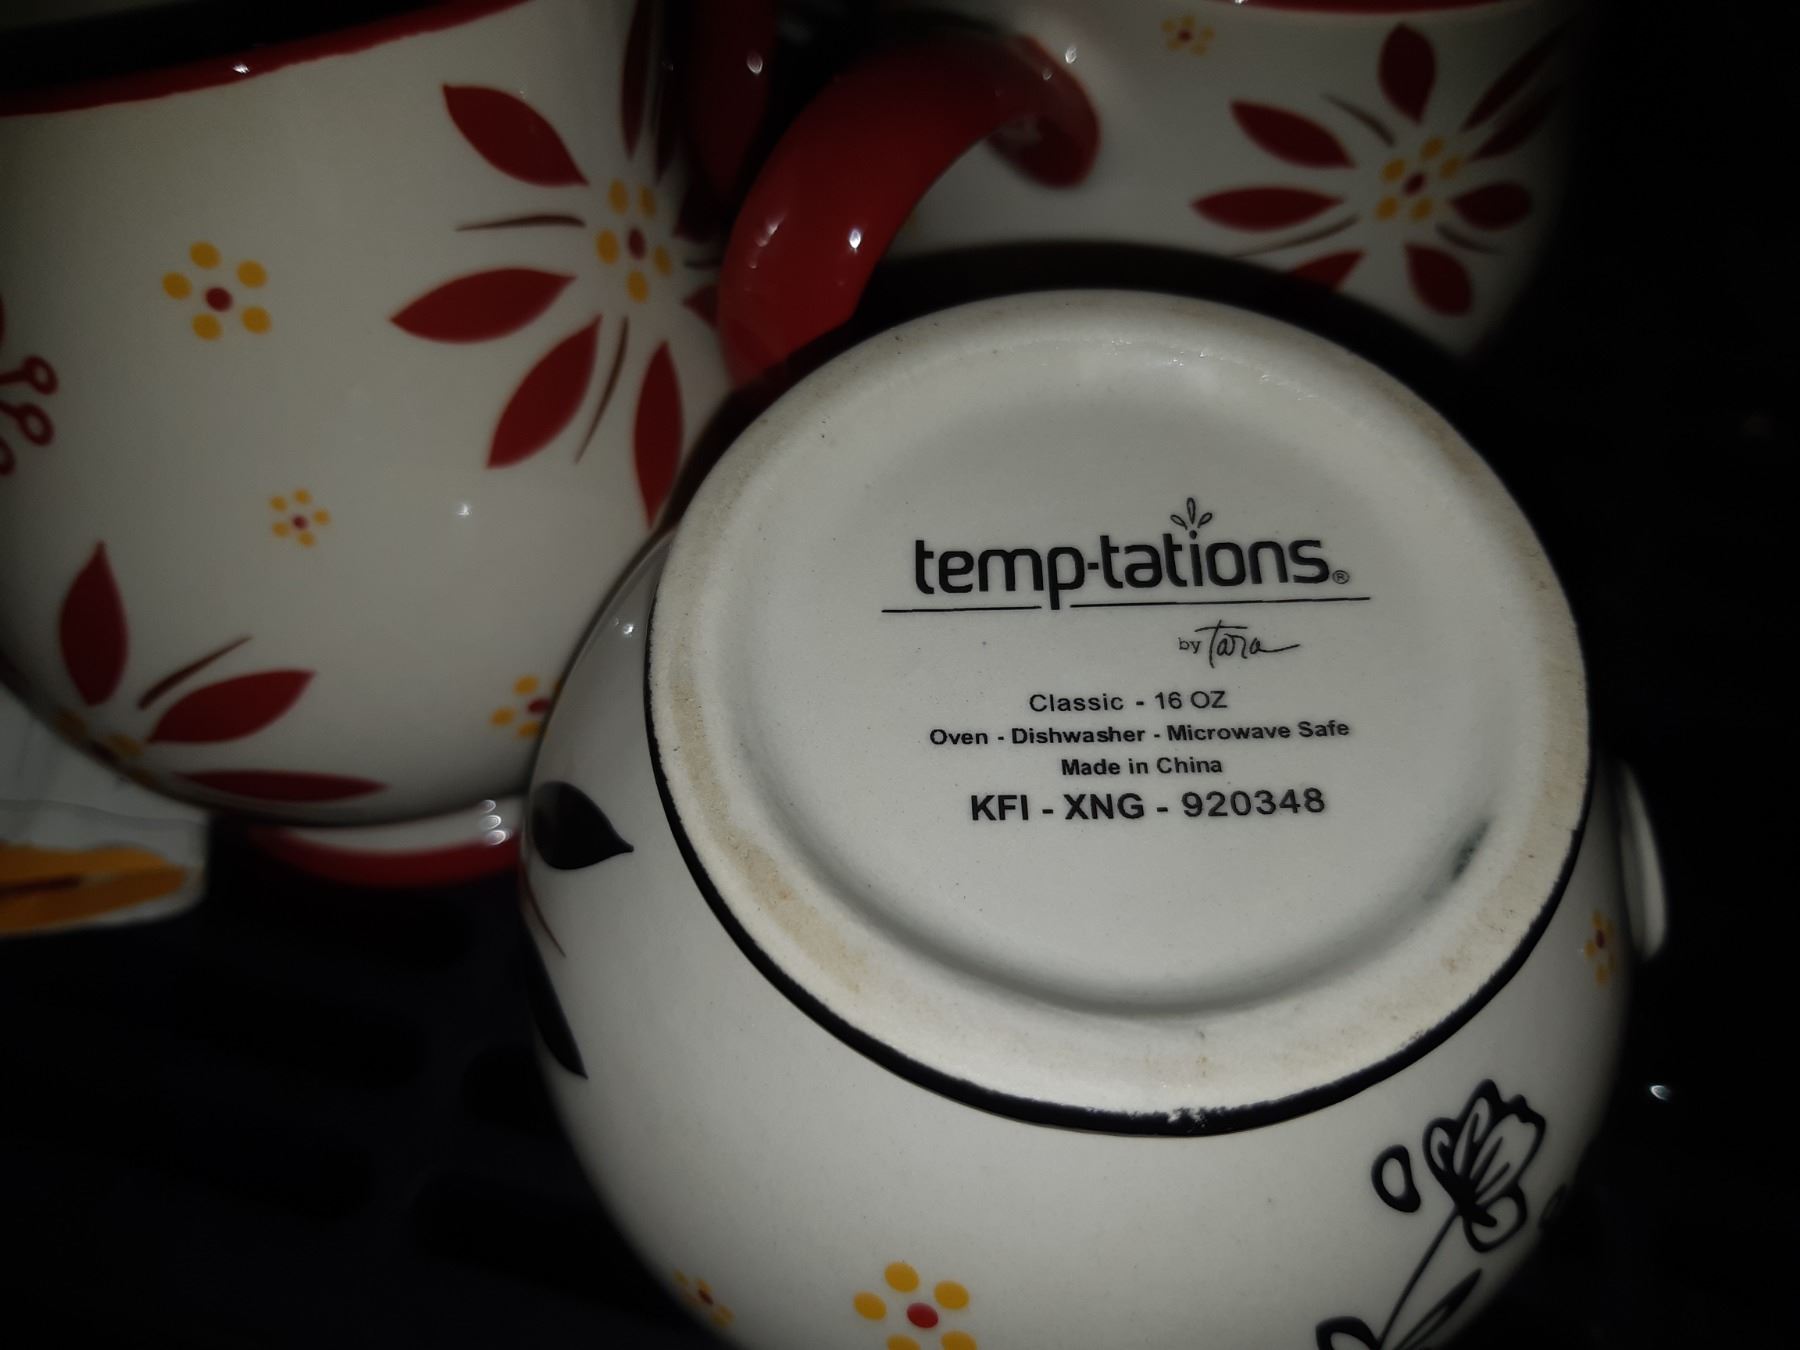 temp-tations®
by Tara
Classic - 16 OZ
Oven - Dishwasher - Microwave Safe
Made in China
KFI - XNG - 920348